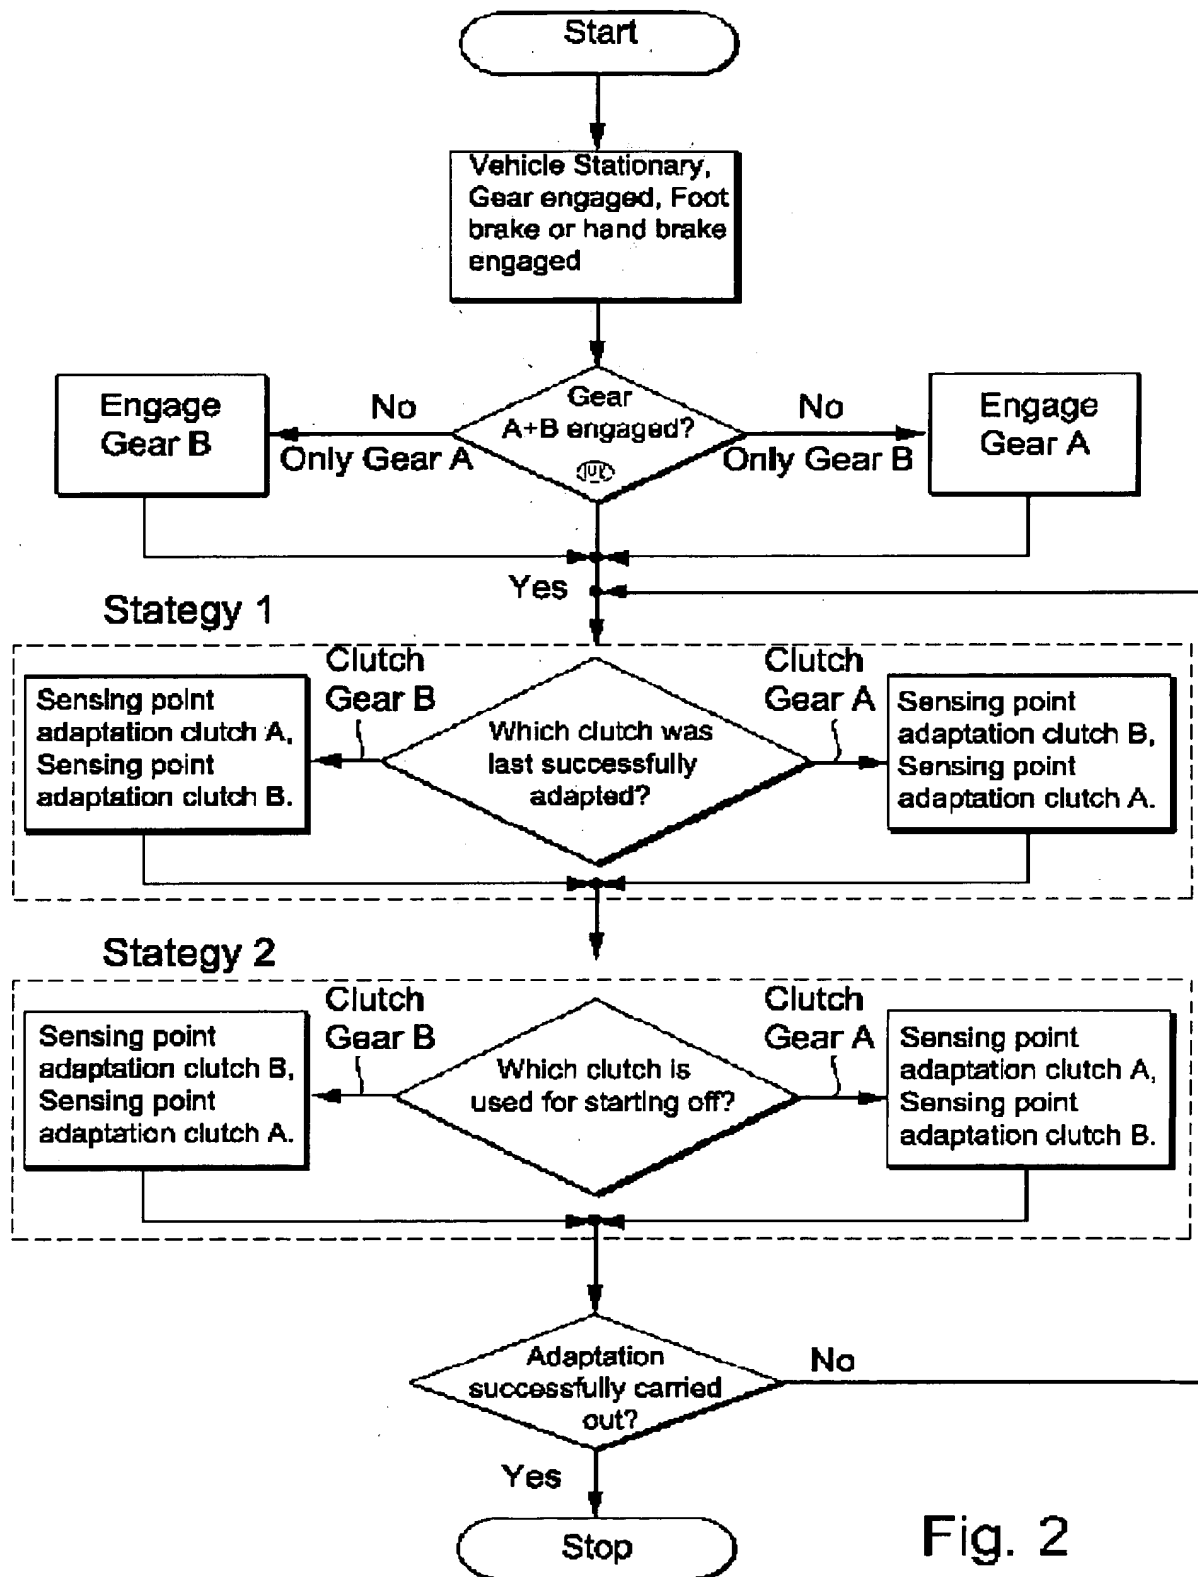 Start
Vehicle Stationary,
Gear engaged, Foot
brake or hand brake
engaged
Gear
A+B engaged?
No
Only Gear A
Engage
Gear B
No
Only Gear B
Engage
Gear A
Yes
Stategy 1
Clutch
Gear B
Clutch
Gear A
Sensing point
adaptation clutch A,
Sensing point
adaptation clutch B.
Which clutch was
last successfully
adapted?
Sensing point
adaptation clutch B,
Sensing point
adaptation clutch A.
Stategy 2
Clutch
Gear B
Clutch
Gear A
Sensing point
adaptation clutch B,
Sensing point
adaptation clutch A.
Which clutch is
used for starting off?
Sensing point
adaptation clutch A,
Sensing point
adaptation clutch B.
Adaptation
successfully carried
out?
No
Yes
Stop
Fig. 2